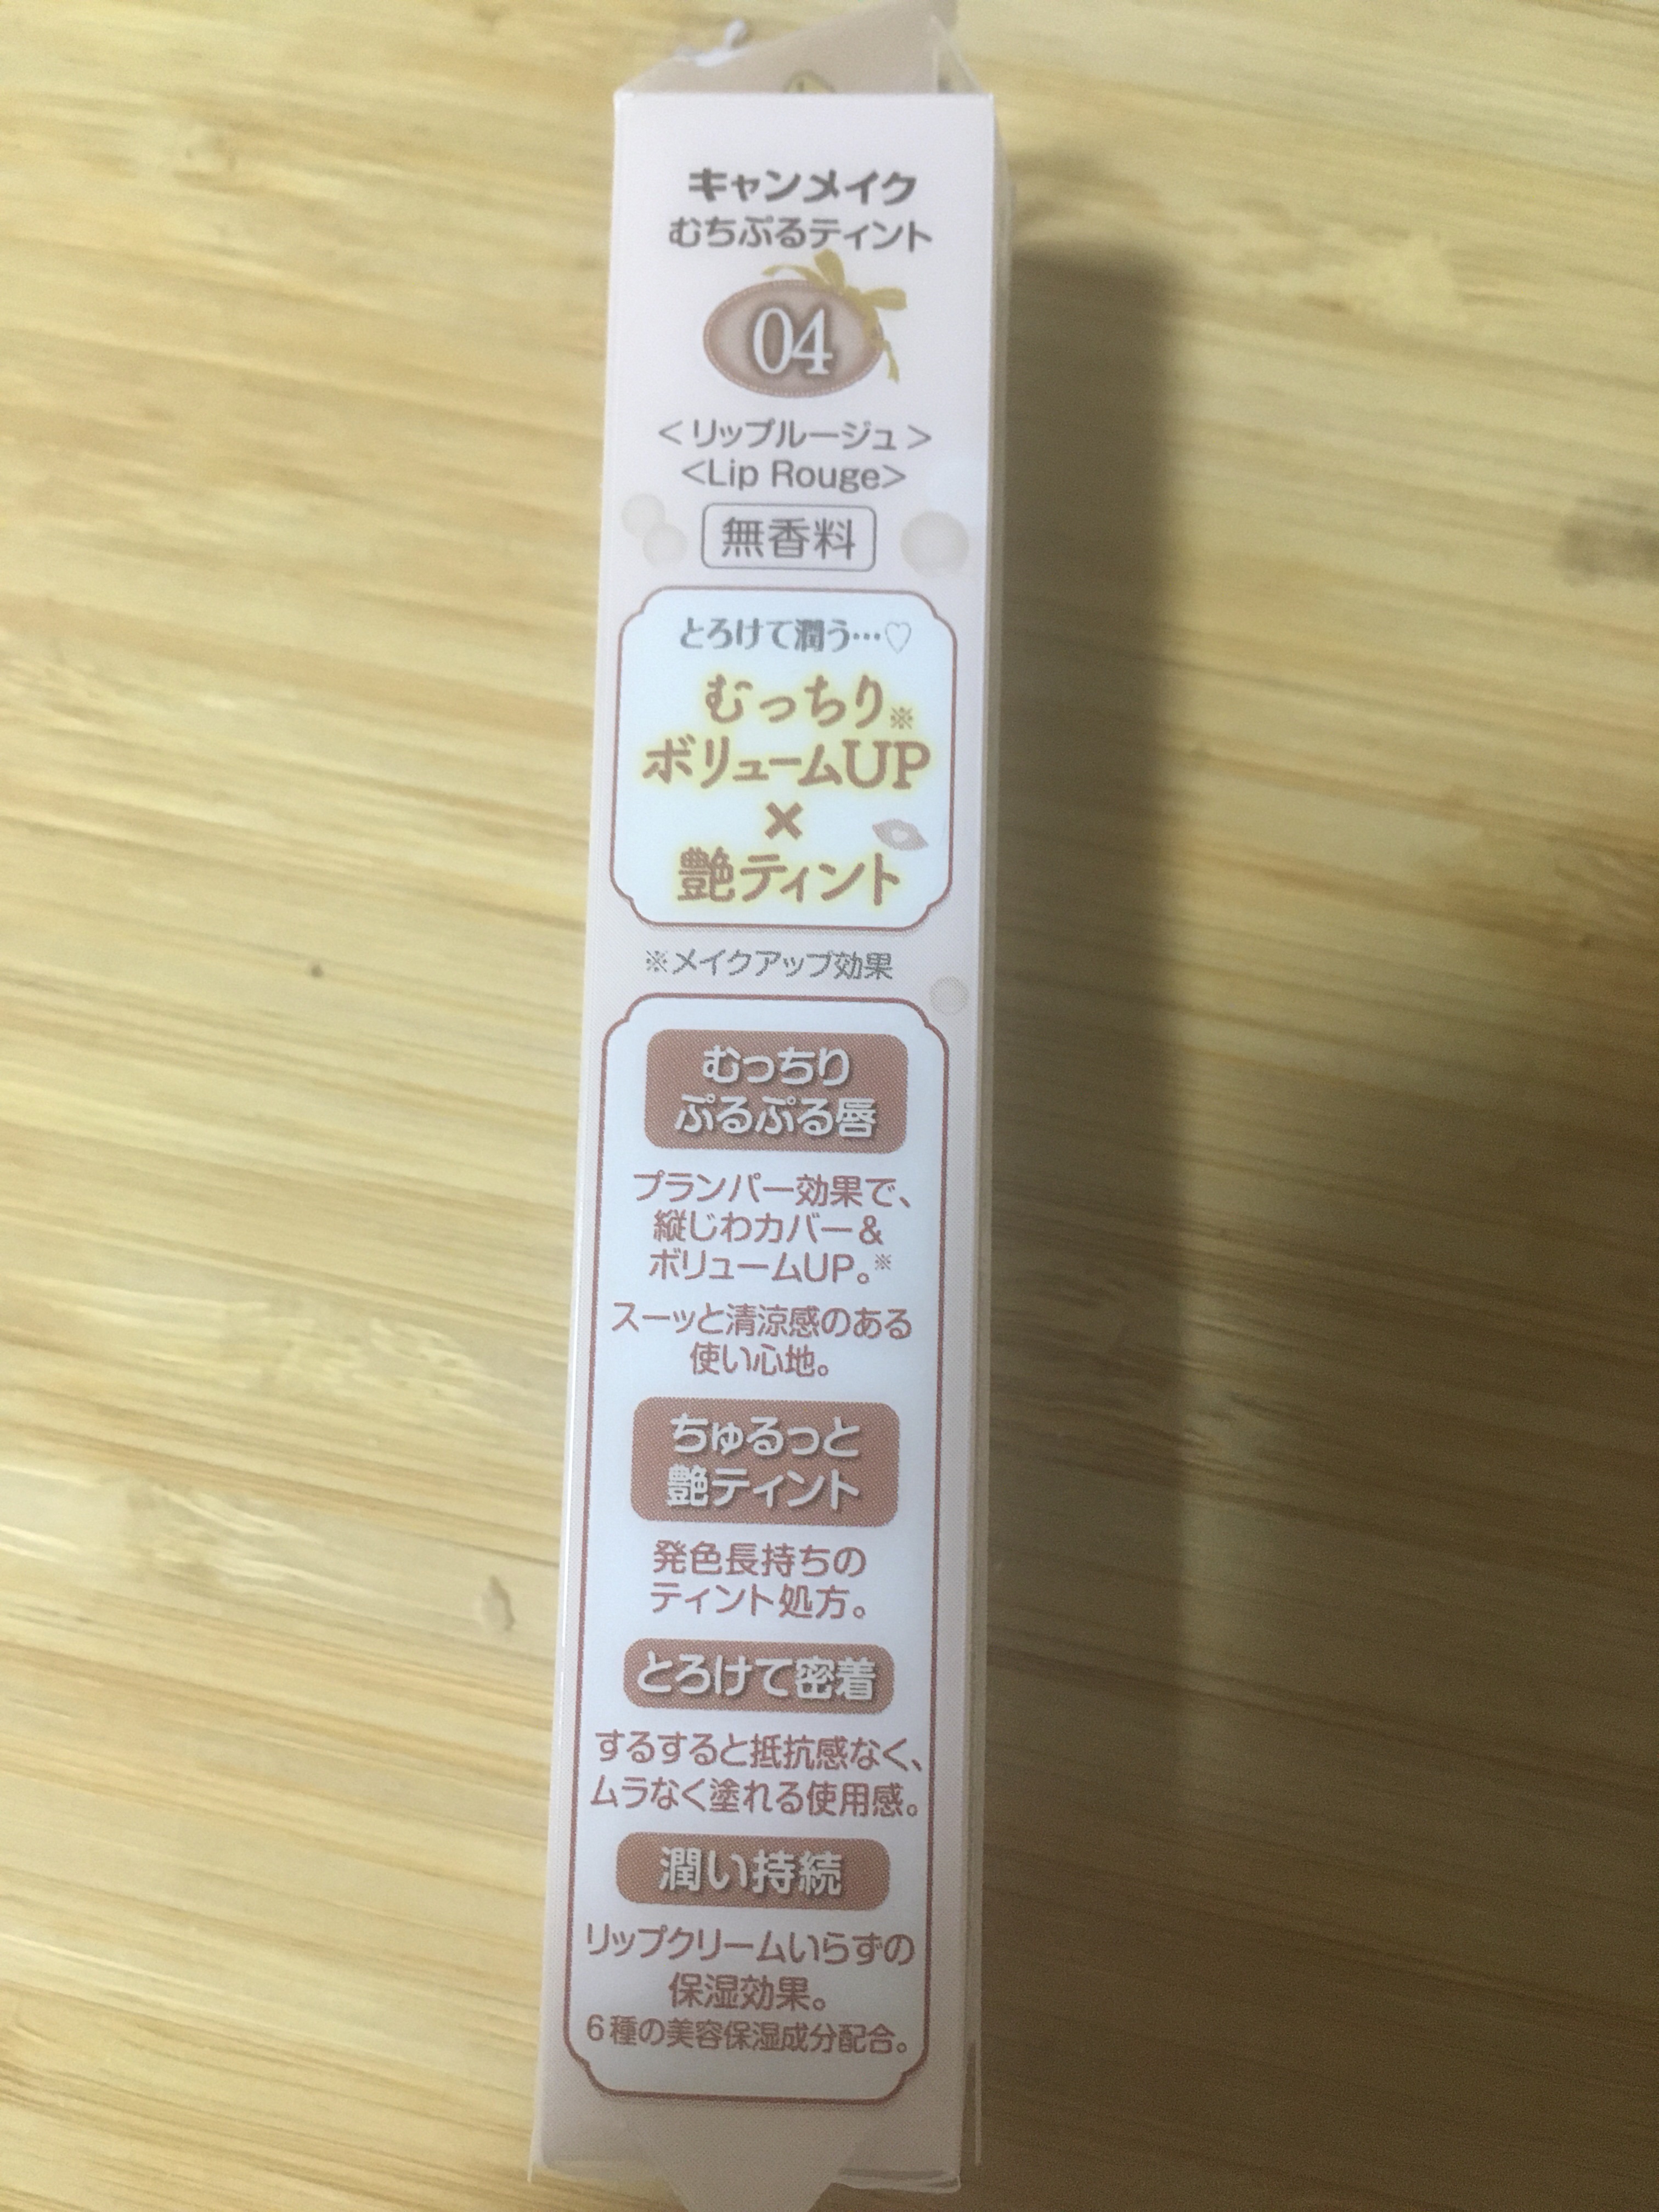 キャンメイク
むちぷるティント
04
＜リップルージュ＞
<Lip Rouge>
無香料
とろけて潤う…♡
むっちり※
ボリュームUP
×
艶ティント
※メイクアップ効果
むっちり
ぷるぷる唇
プランパー効果で、
縦じわカバー＆
ボリュームUP。※
スーッと清涼感のある
使い心地。
ちゅるっと
艶ティント
発色長持ちの
ティント処方。
とろけて密着
するすると抵抗感なく、
ムラなく塗れる使用感。
潤い持続
リップクリームいらずの
保湿効果。
6種の美容保湿成分配合。